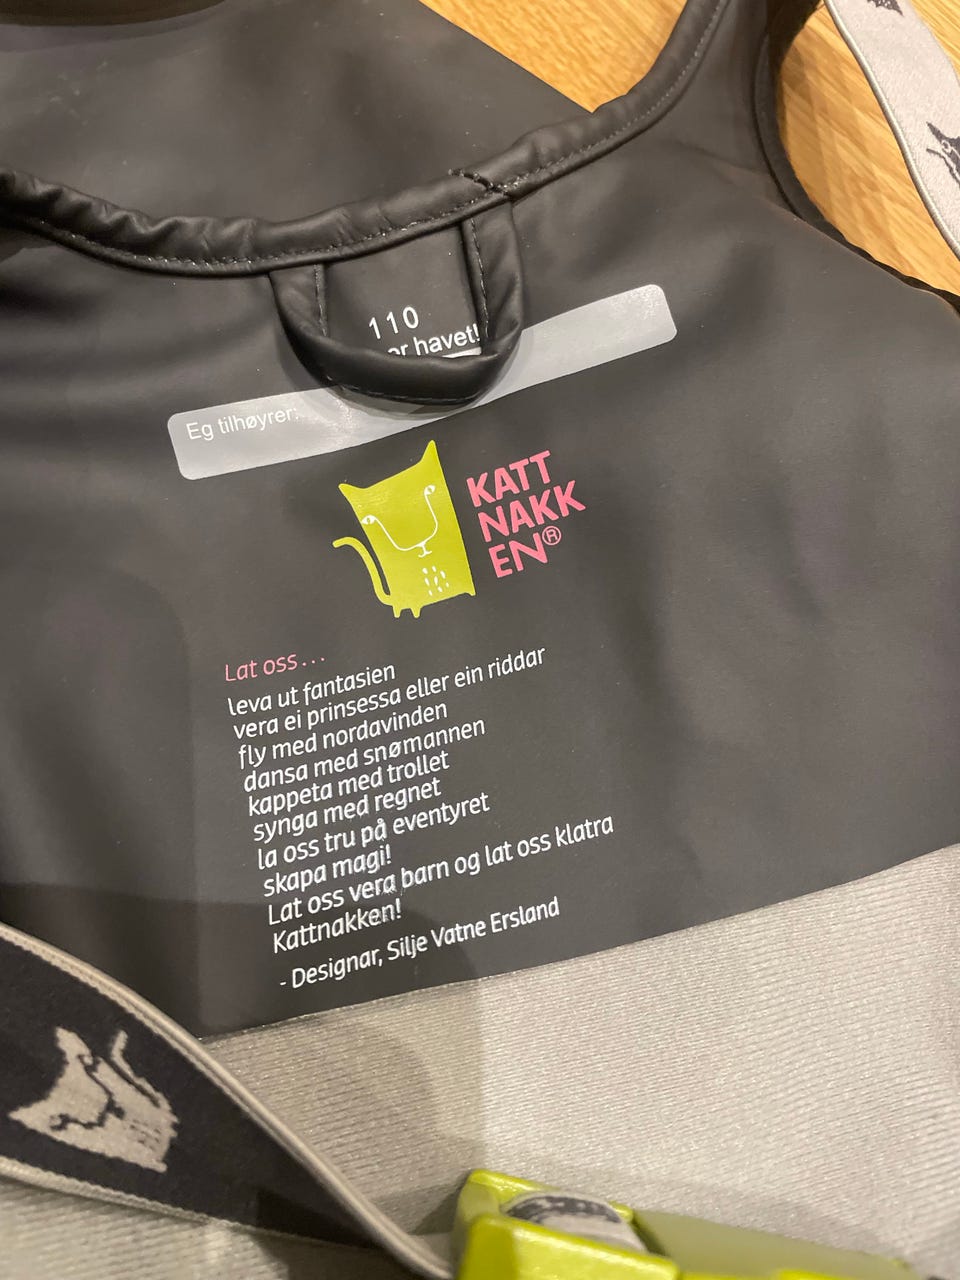 110
or havet!
Eg tilhøyrer:
KATT
NAKK
EN®
Lat oss...
leva ut fantasien
vera ei prinsessa eller ein riddar
fly med nordavinden
dansa med snømannen
kappeta med trollet
synga med regnet
la oss tru på eventyret
skapa magi!
Lat oss vera barn og lat oss klatra
Kattnakken!
- Designar, Silje Vatne Ersland